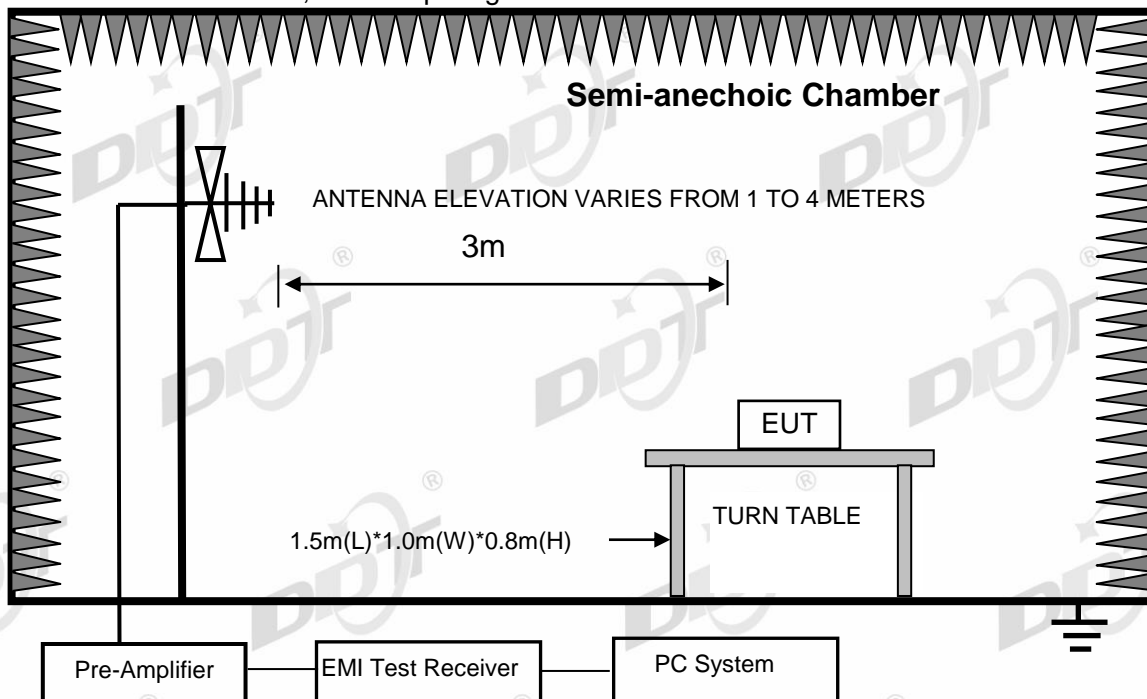 Semi-anechoic Chamber
ANTENNA ELEVATION VARIES FROM 1 TO 4 METERS
3m
EUT
TURN TABLE
1.5m(L)*1.0m(W)*0.8m(H)
Pre-Amplifier
EMI Test Receiver
PC System
DDT
®